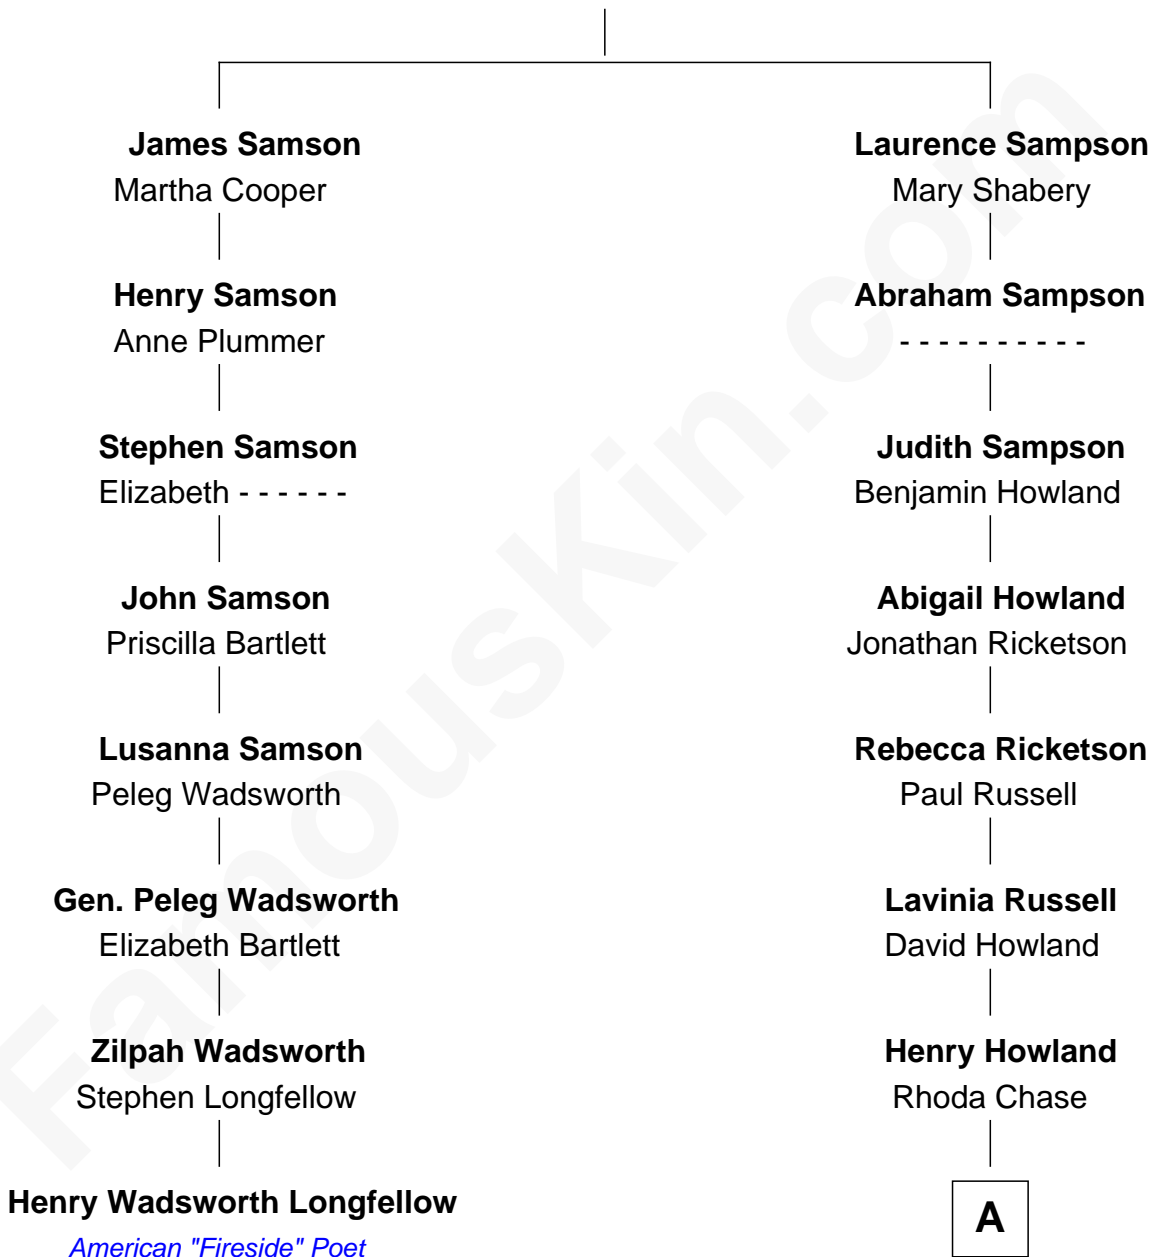 James Samson
Martha Cooper
Laurence Sampson
Mary Shabery
Henry Samson
Anne Plummer
Abraham Sampson
- - - - - - - - - -
Stephen Samson
Elizabeth - - - - - -
Judith Sampson
Benjamin Howland
John Samson
Priscilla Bartlett
Abigail Howland
Jonathan Ricketson
Lusanna Samson
Peleg Wadsworth
Rebecca Ricketson
Paul Russell
Gen. Peleg Wadsworth
Elizabeth Bartlett
Lavinia Russell
David Howland
Zilpah Wadsworth
Stephen Longfellow
Henry Howland
Rhoda Chase
Henry Wadsworth Longfellow
American "Fireside" Poet
A
FamousKin.com